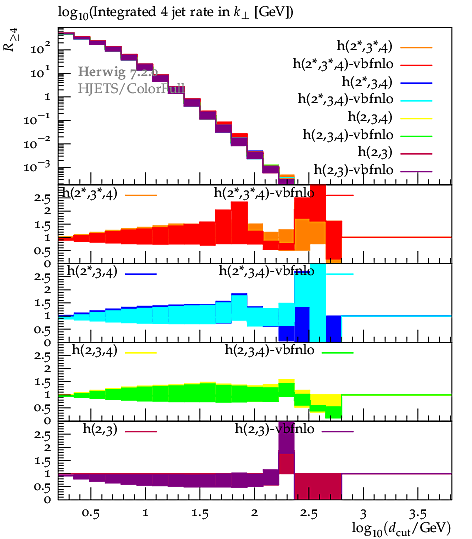 log₁₀(Integrated 4 jet rate in k⊥ [GeV])
R≥4
10²
10¹
1
10⁻¹
10⁻²
10⁻³
Herwig 7.2.0
HJETS/ColorFull
h(2*,3*,4)
h(2*,3*,4)-vbfnlo
h(2*,3,4)
h(2*,3,4)-vbfnlo
h(2,3,4)
h(2,3,4)-vbfnlo
h(2,3)
h(2,3)-vbfnlo
h(2*,3*,4) h(2*,3*,4)-vbfnlo
2.5
2
1.5
1
0.5
0
h(2*,3,4) h(2*,3,4)-vbfnlo
2.5
2
1.5
1
0.5
0
h(2,3,4) h(2,3,4)-vbfnlo
2.5
2
1.5
1
0.5
0
h(2,3) h(2,3)-vbfnlo
2.5
2
1.5
1
0.5
0
0.5 1 1.5 2 2.5 3 3.5
log₁₀(dcut/GeV)